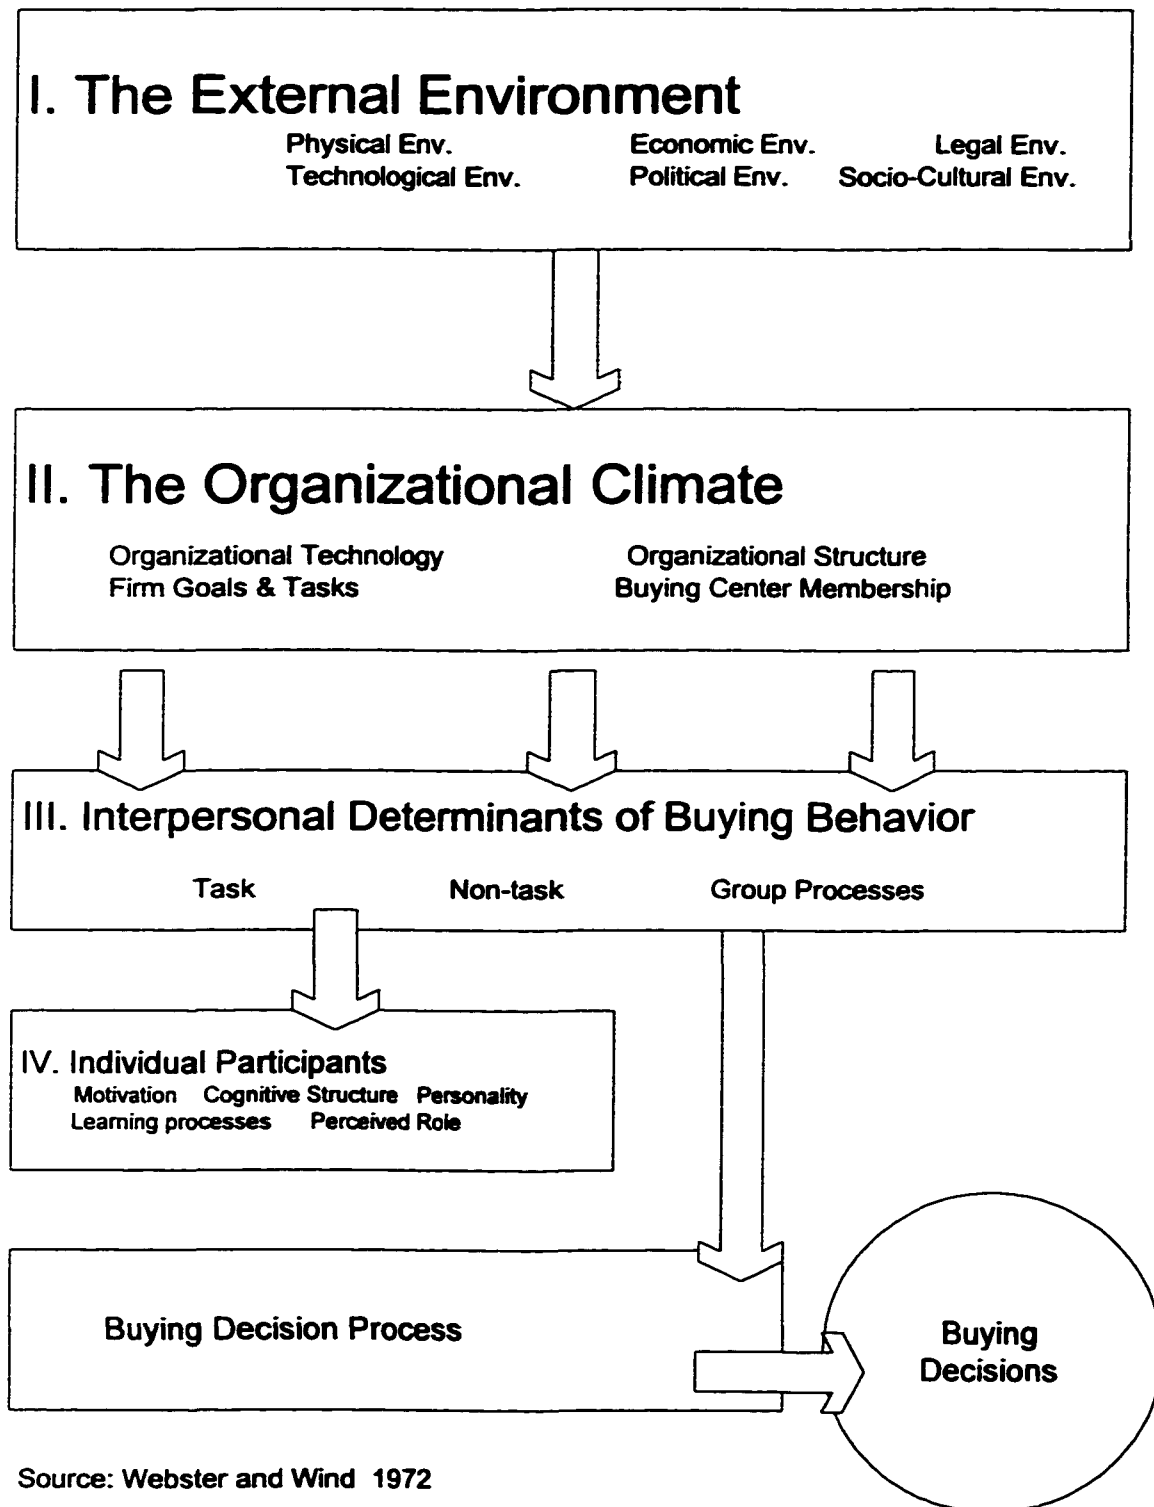 I. The External Environment
Physical Env. Economic Env. Legal Env.
Technological Env. Political Env. Socio-Cultural Env.
II. The Organizational Climate
Organizational Technology Organizational Structure
Firm Goals & Tasks Buying Center Membership
III. Interpersonal Determinants of Buying Behavior
Task Non-task Group Processes
IV. Individual Participants
Motivation Cognitive Structure Personality
Learning processes Perceived Role
Buying Decision Process
Buying
Decisions
Source: Webster and Wind 1972